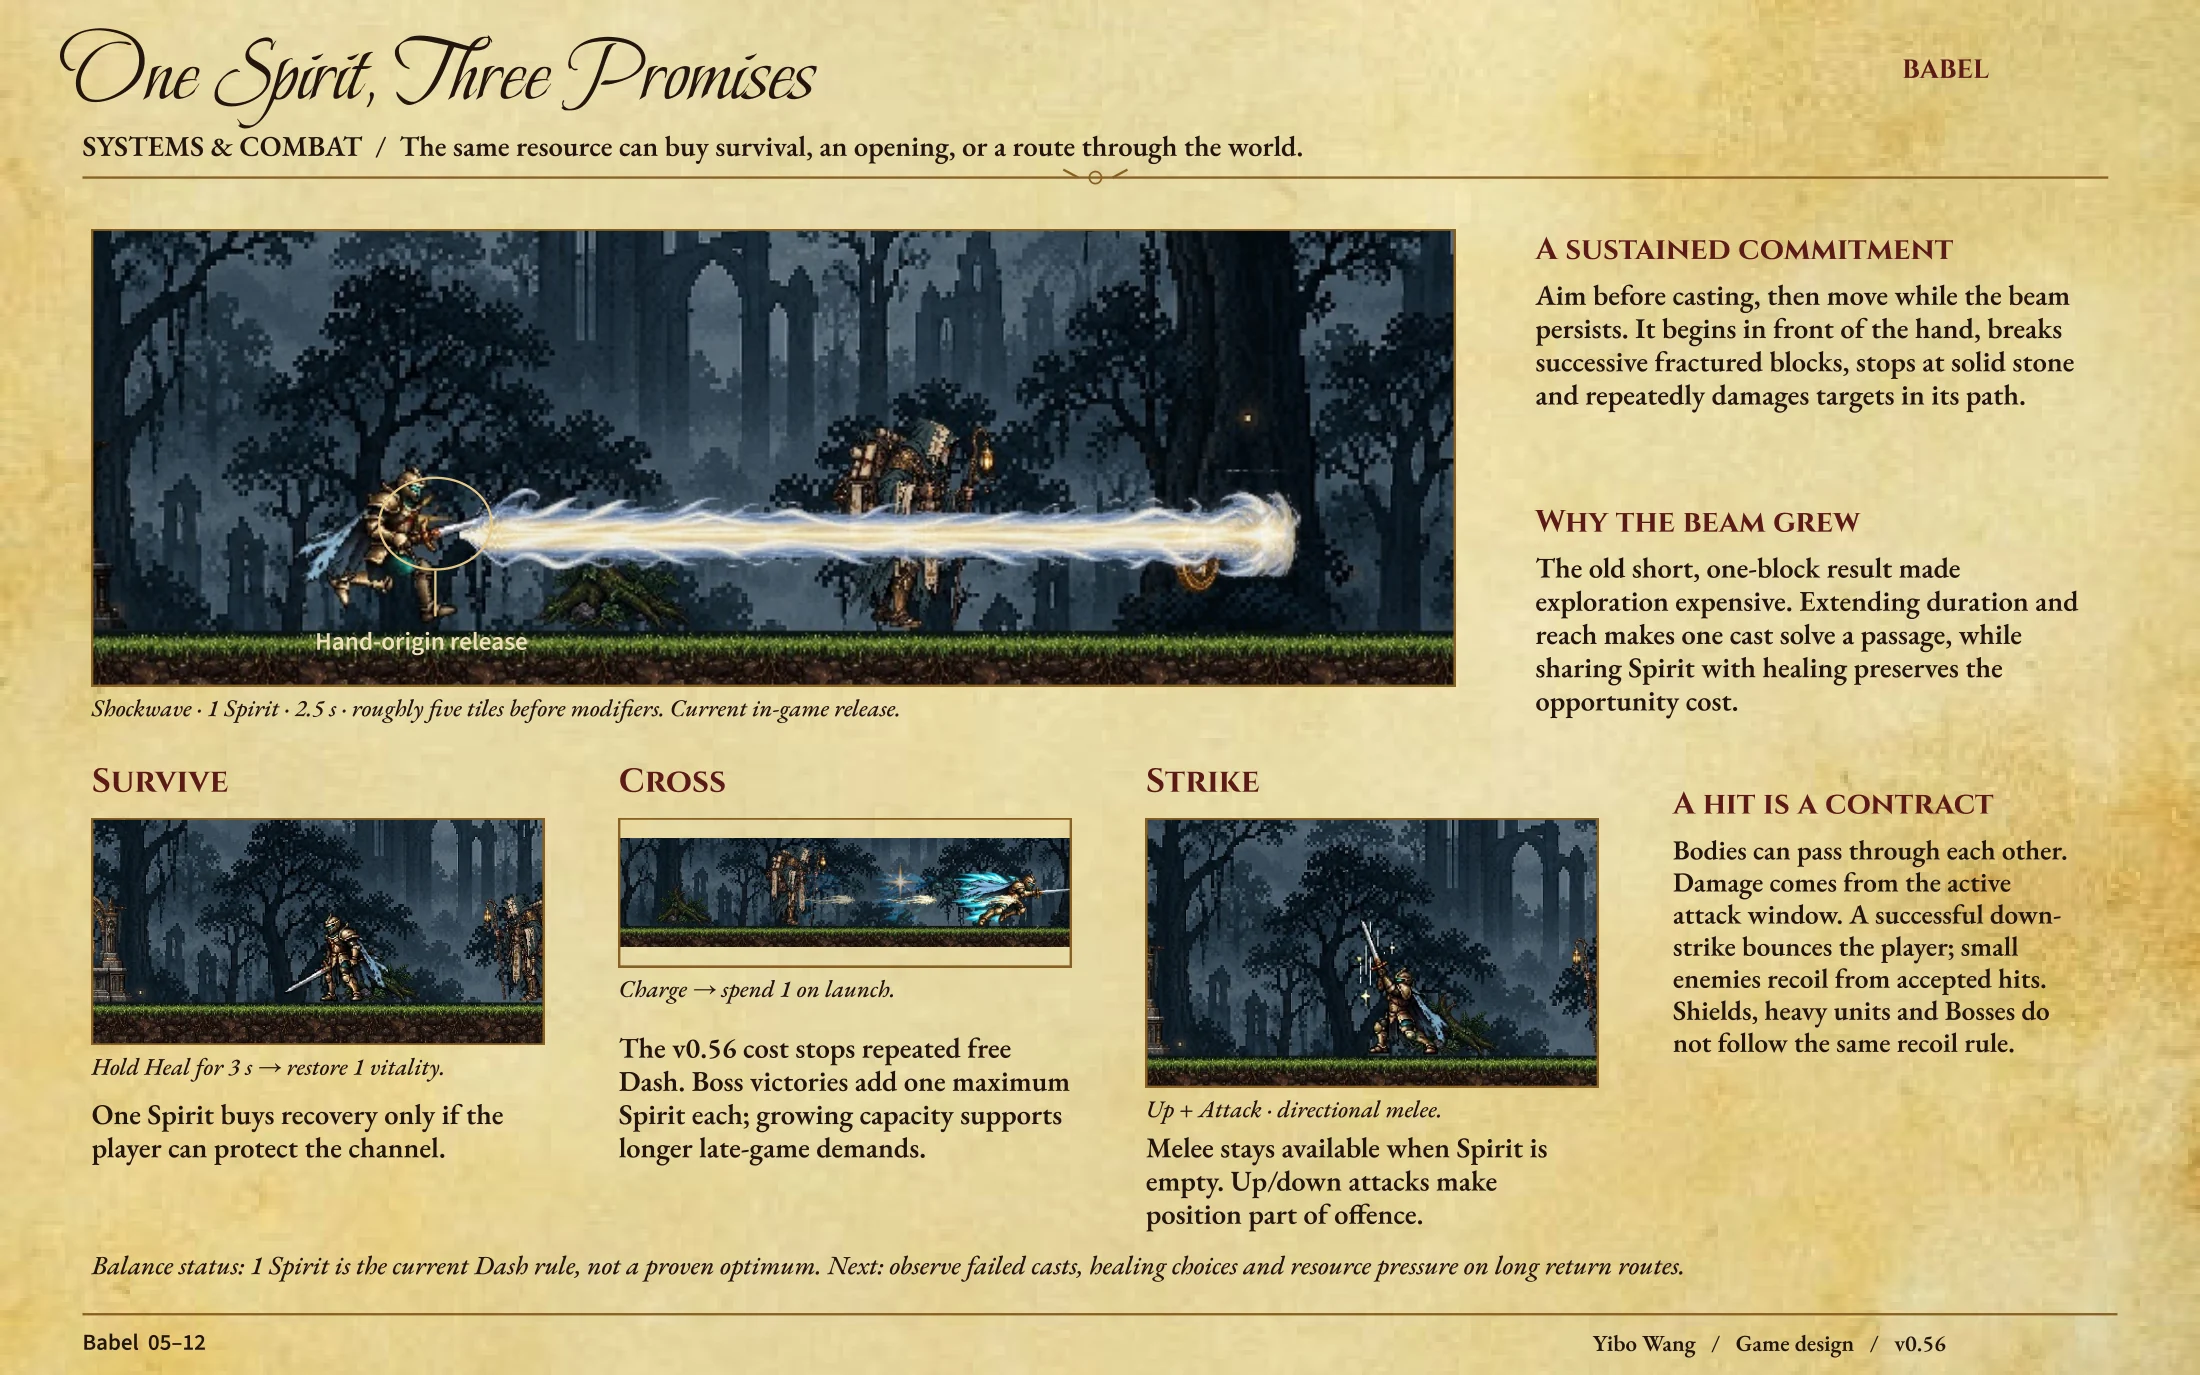 One Spirit, Three Promises
BABEL
SYSTEMS & COMBAT / The same resource can buy survival, an opening, or a route through the world.
Hand-origin release
Shockwave · 1 Spirit · 2.5 s · roughly five tiles before modifiers. Current in-game release.
A SUSTAINED COMMITMENT
Aim before casting, then move while the beam
persists. It begins in front of the hand, breaks
successive fractured blocks, stops at solid stone
and repeatedly damages targets in its path.
WHY THE BEAM GREW
The old short, one-block result made
exploration expensive. Extending duration and
reach makes one cast solve a passage, while
sharing Spirit with healing preserves the
opportunity cost.
SURVIVE
Hold Heal for 3 s → restore 1 vitality.
One Spirit buys recovery only if the
player can protect the channel.
CROSS
Charge → spend 1 on launch.
The v0.56 cost stops repeated free
Dash. Boss victories add one maximum
Spirit each; growing capacity supports
longer late-game demands.
STRIKE
Up + Attack · directional melee.
Melee stays available when Spirit is
empty. Up/down attacks make
position part of offence.
A HIT IS A CONTRACT
Bodies can pass through each other.
Damage comes from the active
attack window. A successful down-
strike bounces the player; small
enemies recoil from accepted hits.
Shields, heavy units and Bosses do
not follow the same recoil rule.
Balance status: 1 Spirit is the current Dash rule, not a proven optimum. Next: observe failed casts, healing choices and resource pressure on long return routes.
Babel 05–12
Yibo Wang / Game design / v0.56